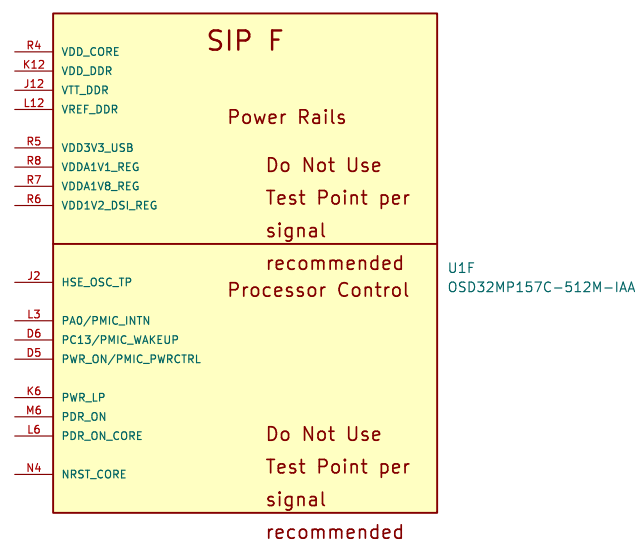 SIP F
R4 VDD_CORE
K12 VDD_DDR
J12 VTT_DDR
L12 VREF_DDR
Power Rails
R5 VDD3V3_USB
R8 VDDA1V1_REG
R7 VDDA1V8_REG
R6 VDD1V2_DSI_REG
Do Not Use
Test Point per
signal
recommended
J2 HSE_OSC_TP
Processor Control
U1F
OSD32MP157C-512M-IAA
L3 PA0/PMIC_INTN
D6 PC13/PMIC_WAKEUP
D5 PWR_ON/PMIC_PWRCTRL
K6 PWR_LP
M6 PDR_ON
L6 PDR_ON_CORE
N4 NRST_CORE
Do Not Use
Test Point per
signal
recommended